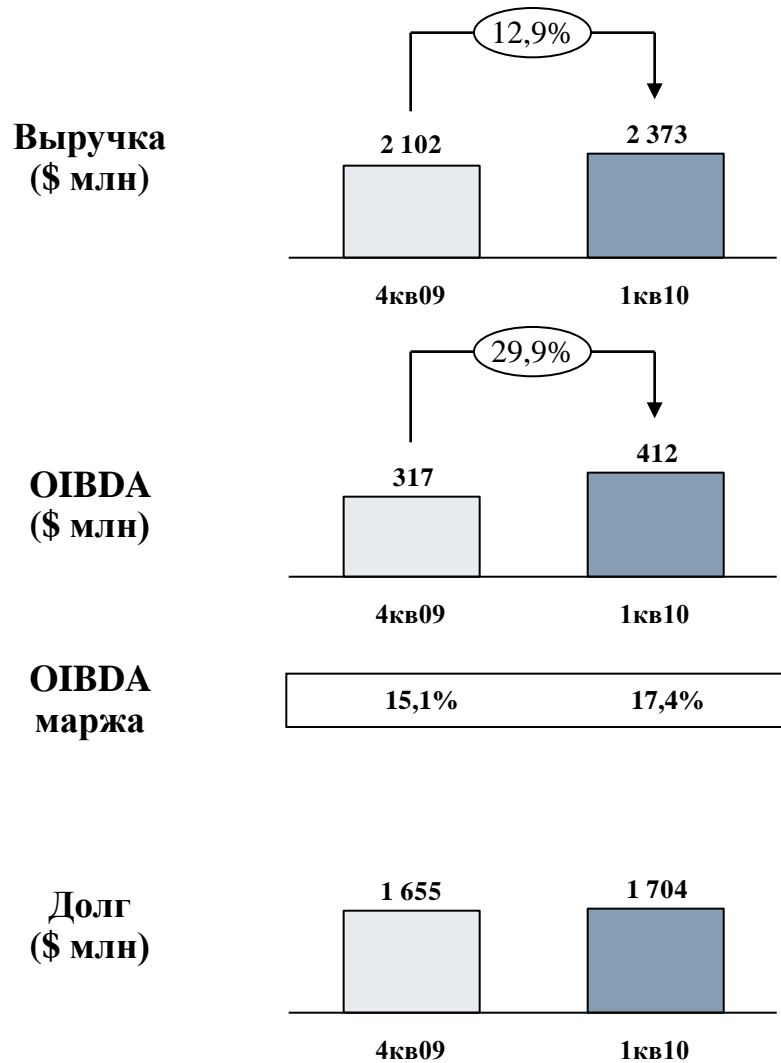 12,9%
Выручка
($ млн)
2 102
2 373
4кв09
1кв10
29,9%
OIBDA
($ млн)
317
412
4кв09
1кв10
OIBDA
маржа
15,1%
17,4%
Долг
($ млн)
1 655
1 704
4кв09
1кв10